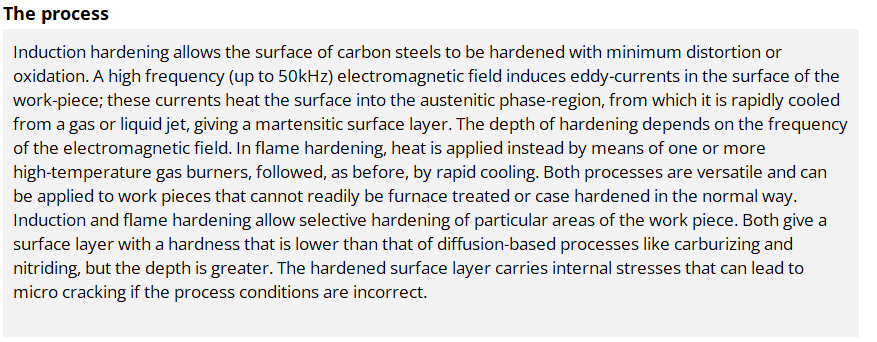 The process
Induction hardening allows the surface of carbon steels to be hardened with minimum distortion or
oxidation. A high frequency (up to 50kHz) electromagnetic field induces eddy-currents in the surface of the
work-piece; these currents heat the surface into the austenitic phase-region, from which it is rapidly cooled
from a gas or liquid jet, giving a martensitic surface layer. The depth of hardening depends on the frequency
of the electromagnetic field. In flame hardening, heat is applied instead by means of one or more
high-temperature gas burners, followed, as before, by rapid cooling. Both processes are versatile and can
be applied to work pieces that cannot readily be furnace treated or case hardened in the normal way.
Induction and flame hardening allow selective hardening of particular areas of the work piece. Both give a
surface layer with a hardness that is lower than that of diffusion-based processes like carburizing and
nitriding, but the depth is greater. The hardened surface layer carries internal stresses that can lead to
micro cracking if the process conditions are incorrect.